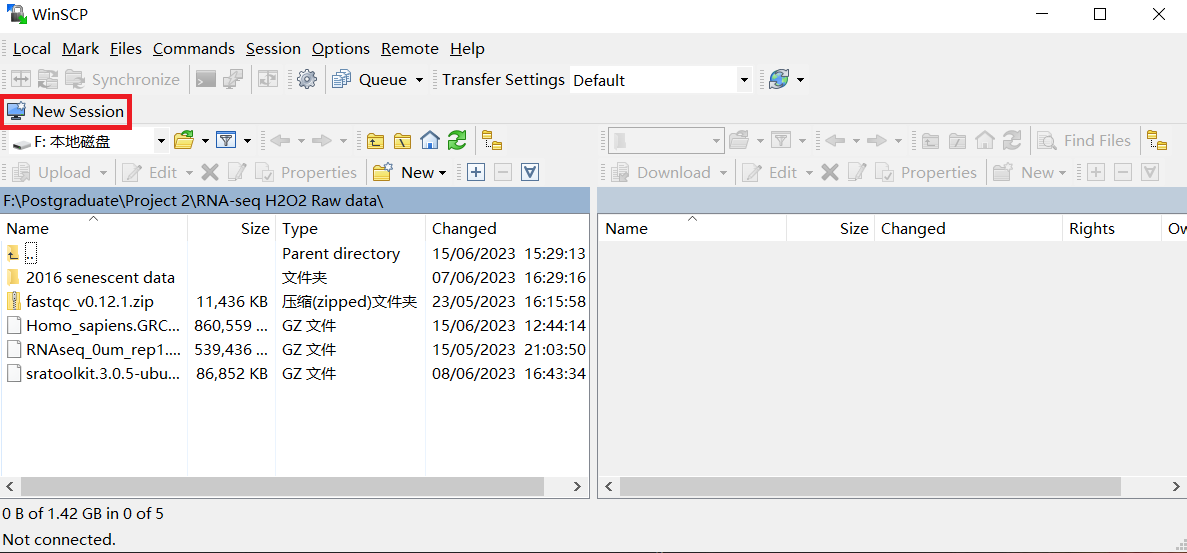 WinSCP
Local Mark Files Commands Session Options Remote Help
Synchronize Queue Transfer Settings Default
New Session
F: 本地磁盘 Find Files
Upload Edit Properties New Download Edit Properties New
F:\Postgraduate\Project 2\RNA-seq H2O2 Raw data\
Name Size Type Changed Name Size Changed Rights Ow
.. Parent directory 15/06/2023 15:29:13
2016 senescent data 文件夹 07/06/2023 16:29:16
fastqc_v0.12.1.zip 11,436 KB 压缩(zipped)文件夹 23/05/2023 16:15:58
Homo_sapiens.GRC... 860,559 ... GZ 文件 15/06/2023 12:44:14
RNAseq_0um_rep1.... 539,436 ... GZ 文件 15/05/2023 21:03:50
sratoolkit.3.0.5-ubu... 86,852 KB GZ 文件 08/06/2023 16:43:34
0 B of 1.42 GB in 0 of 5
Not connected.